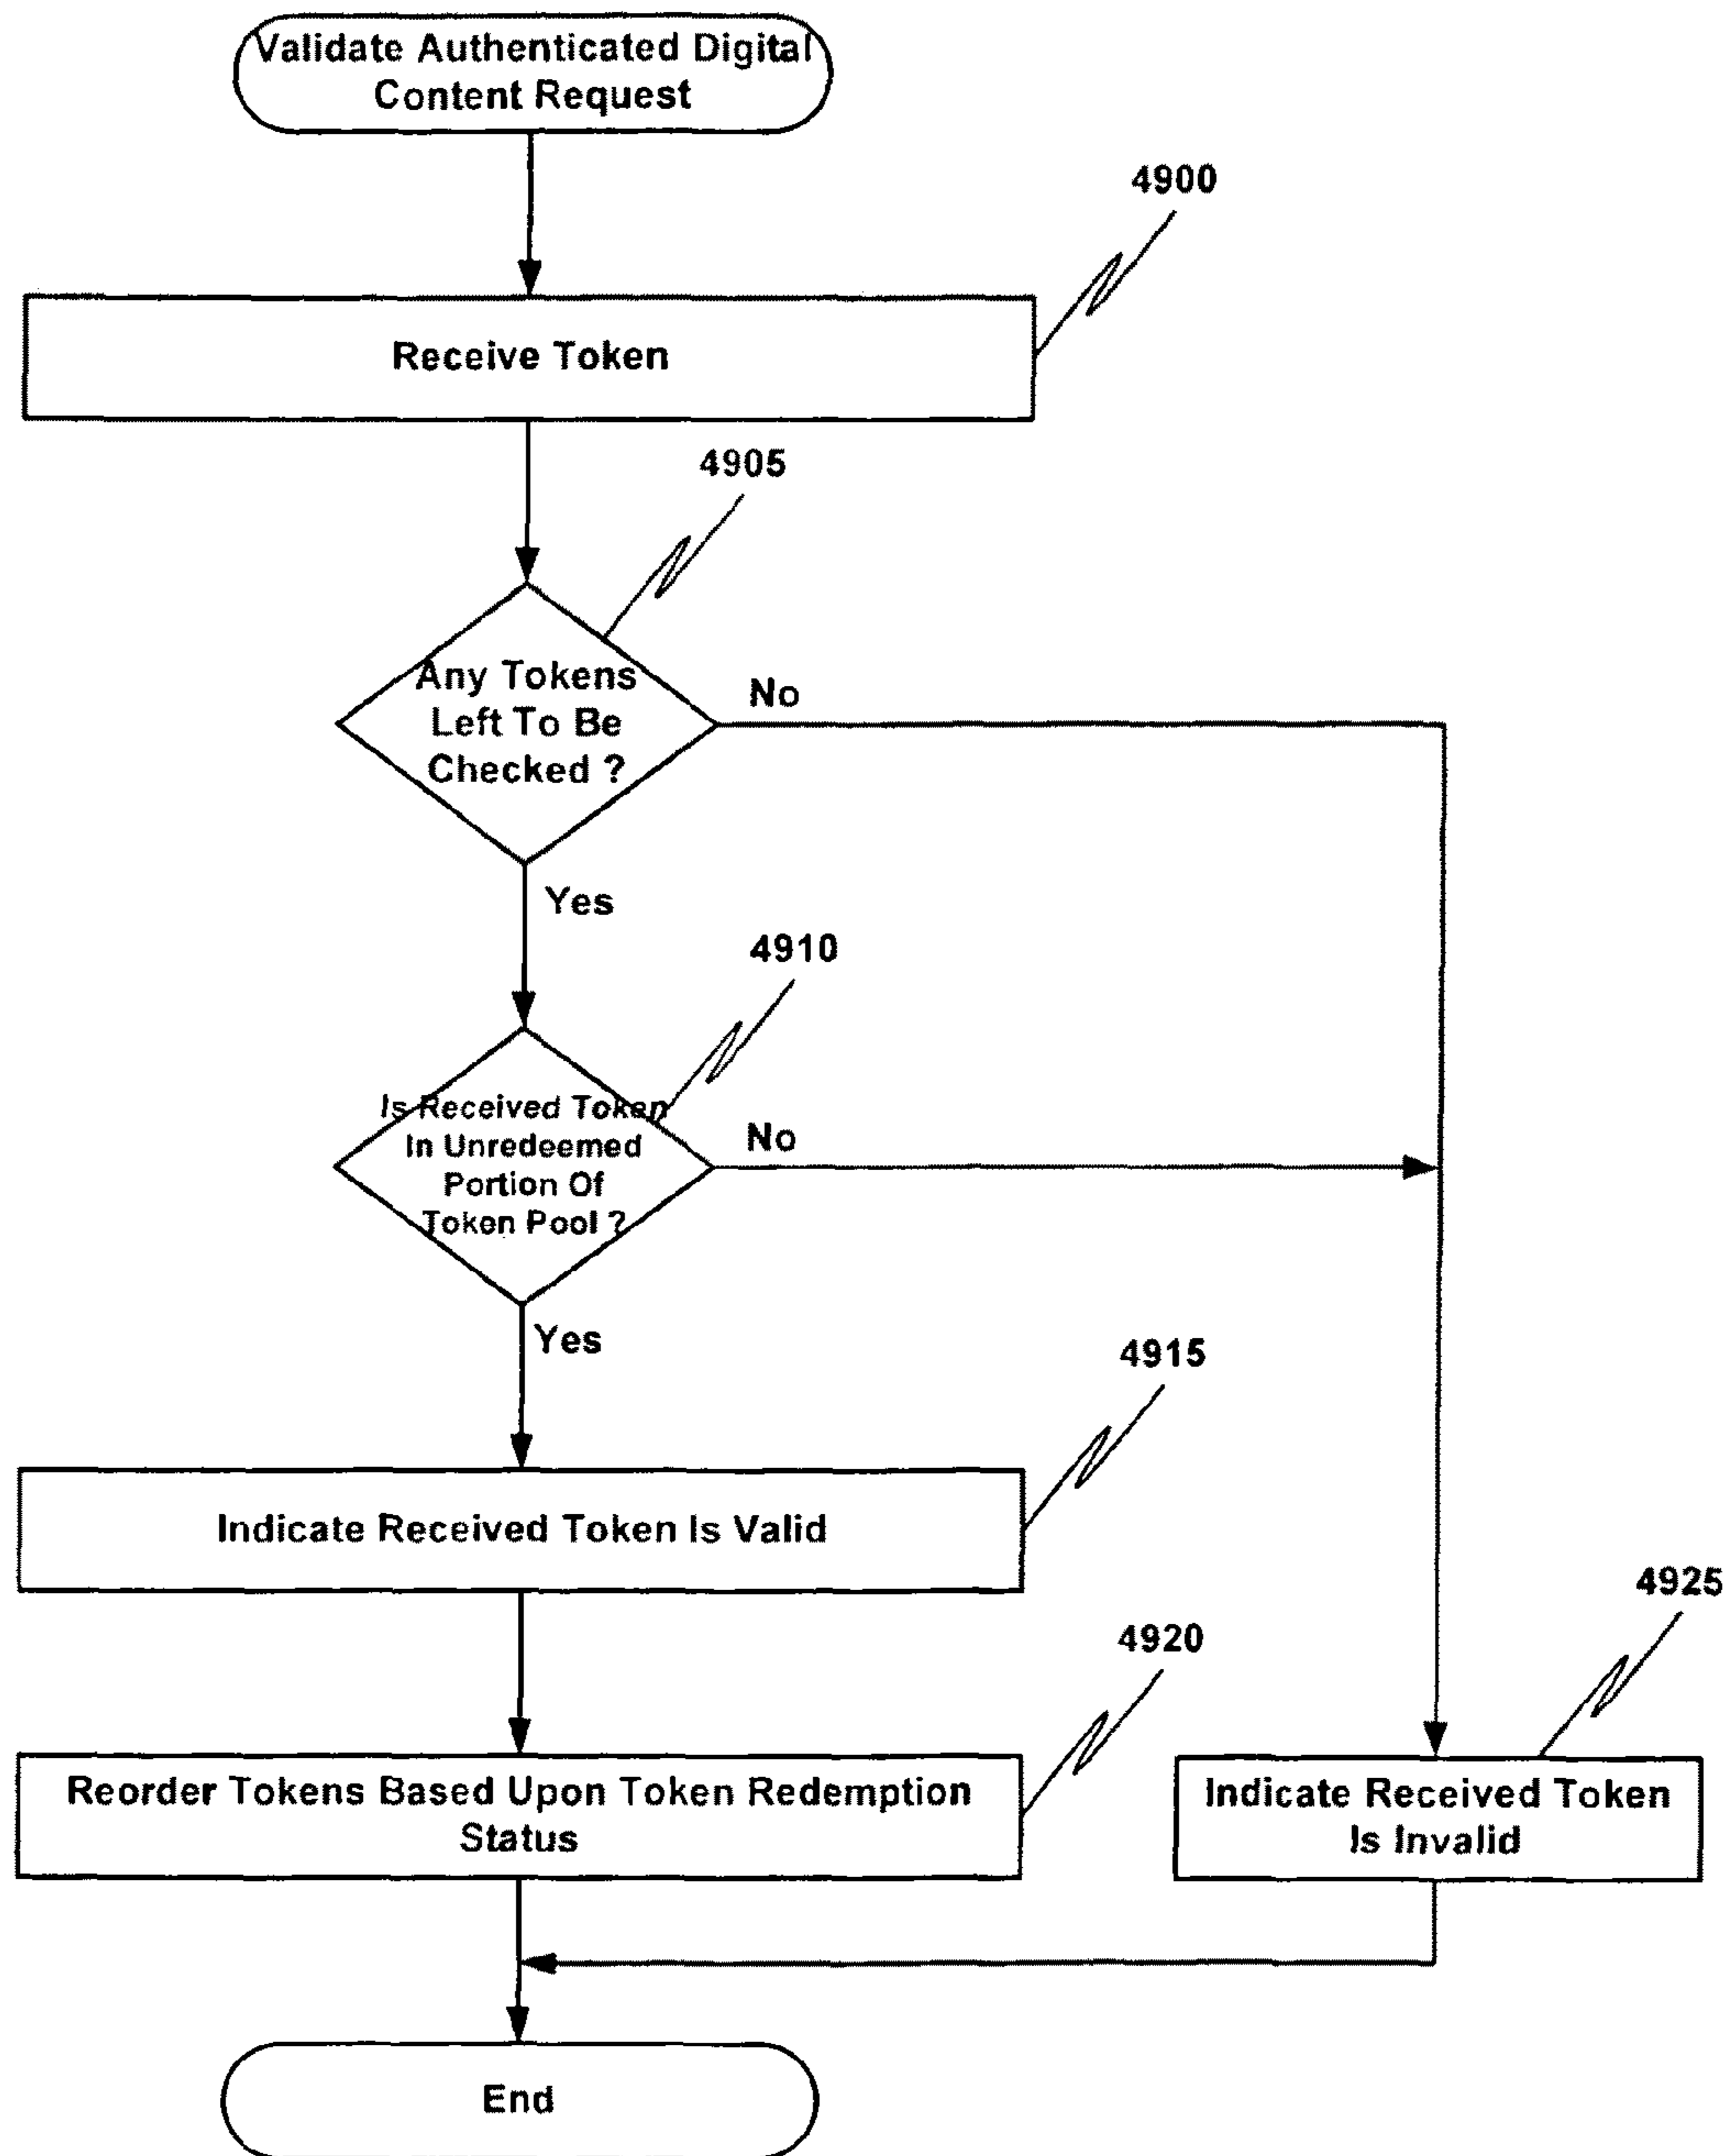 Validate Authenticated Digital
Content Request
4900
Receive Token
4905
Any Tokens
Left To Be
Checked ?
No
Yes
4910
Is Received Token
In Unredeemed
Portion Of
Token Pool ?
No
Yes
4915
Indicate Received Token Is Valid
4920
Reorder Tokens Based Upon Token Redemption
Status
4925
Indicate Received Token
Is Invalid
End